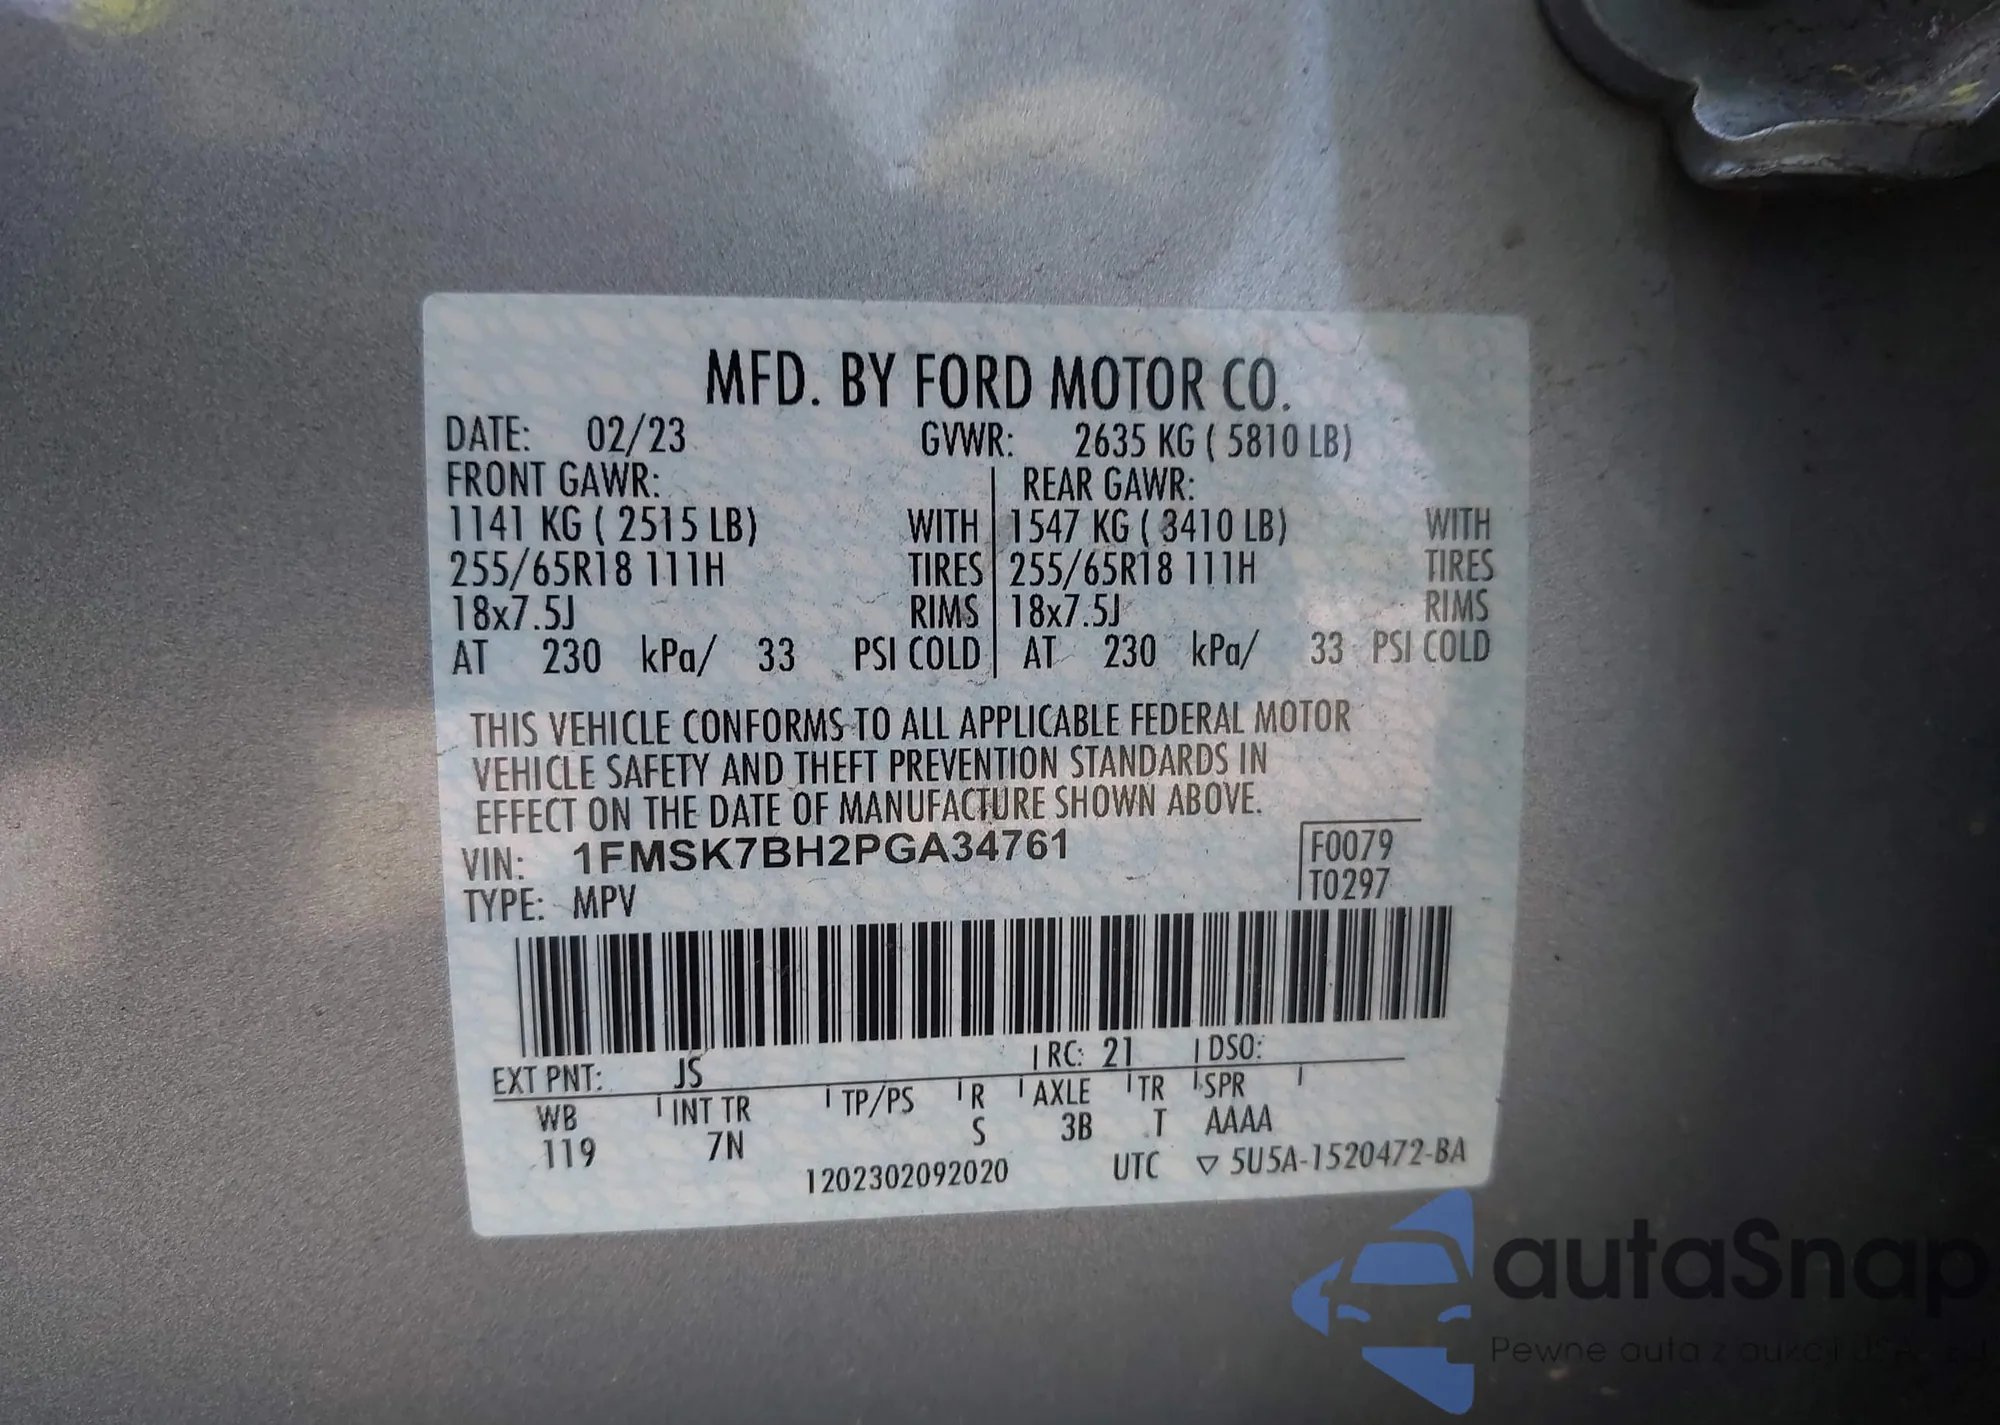 MFD. BY FORD MOTOR CO.
DATE: 02/23 GVWR: 2635 KG ( 5810 LB)
FRONT GAWR: REAR GAWR:
1141 KG ( 2515 LB) WITH 1547 KG ( 3410 LB) WITH
255/65R18 111H TIRES 255/65R18 111H TIRES
18x7.5J RIMS 18x7.5J RIMS
AT 230 kPa/ 33 PSI COLD AT 230 kPa/ 33 PSI COLD
THIS VEHICLE CONFORMS TO ALL APPLICABLE FEDERAL MOTOR
VEHICLE SAFETY AND THEFT PREVENTION STANDARDS IN
EFFECT ON THE DATE OF MANUFACTURE SHOWN ABOVE.
VIN: 1FMSK7BH2PGA34761 F0079
TYPE: MPV T0297
EXT PNT: JS RC: 21 DSO:
WB INT TR TP/PS R AXLE TR SPR
119 7N S 3B T AAAA
1202302092020 UTC ▽ 5U5A-1520472-BA
autaSnap
Pewne auta z aukcji USA